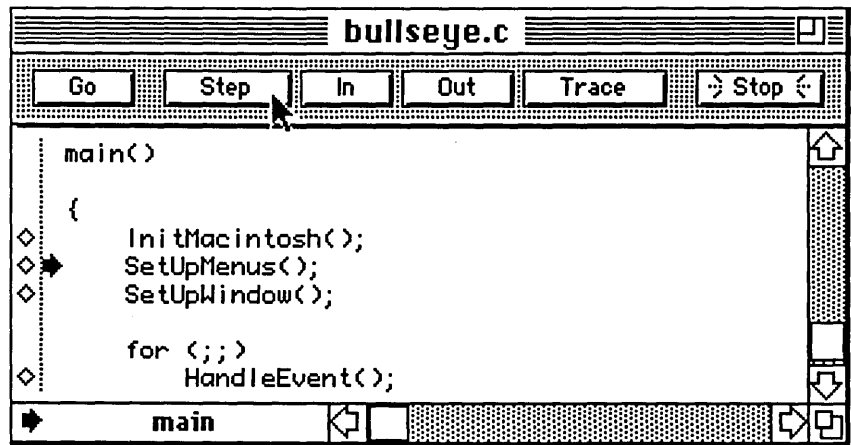 bullseye.c
Go Step In Out Trace Stop
main()
{
InitMacintosh();
SetUpMenus();
SetUpWindow();
for (;;)
HandleEvent();
main